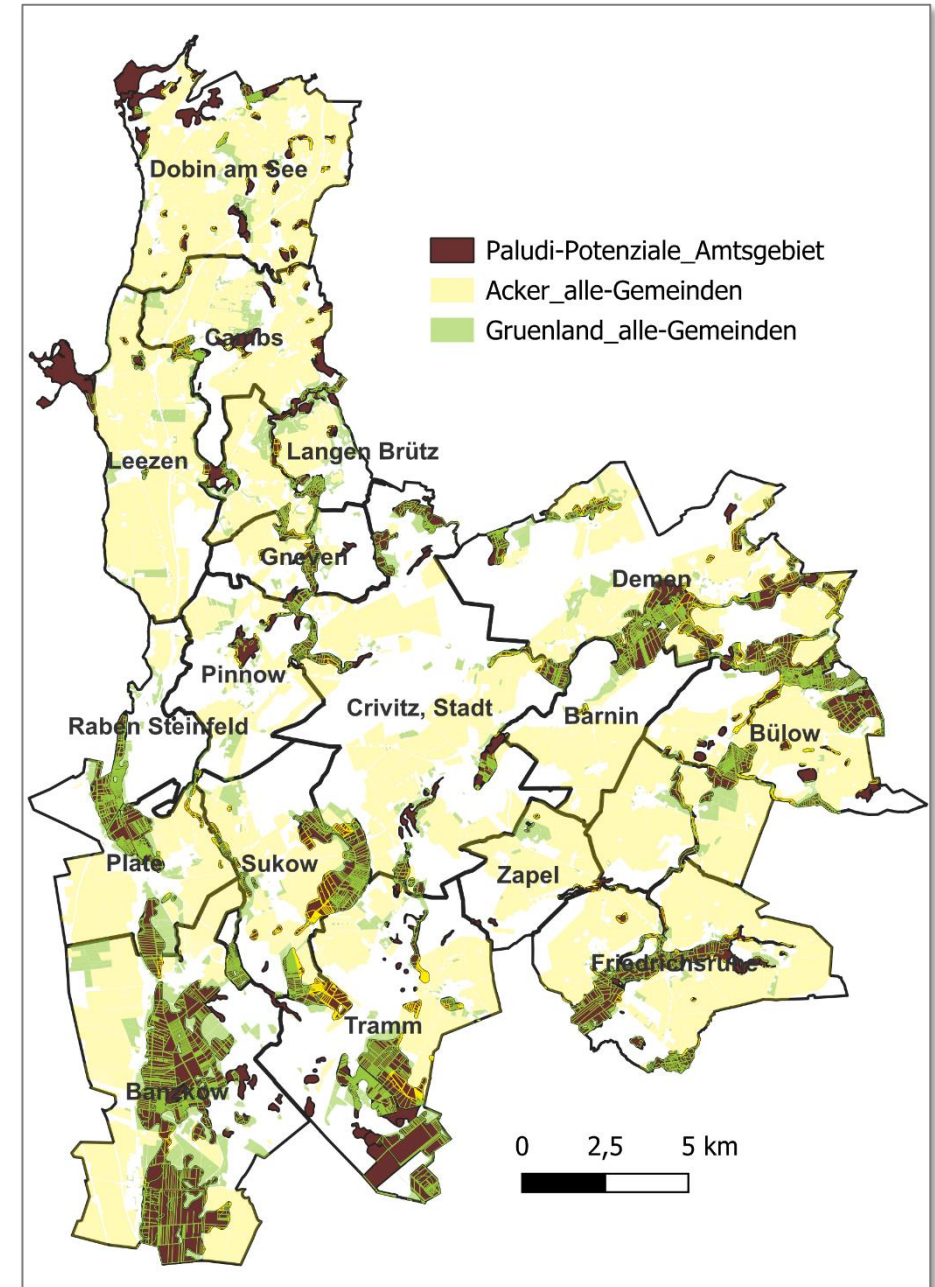 Dobin am See
Paludi-Potenziale_Amtsgebiet
Acker_alle-Gemeinden
Gruenland_alle-Gemeinden
Cambs
Langen Brütz
Leezen
Gneven
Demen
Pinnow
Crivitz, Stadt
Barnin
Raben Steinfeld
Bülow
Plate
Sukow
Zapel
Friedrichsruhe
Tramm
Banzkow
0 2,5 5 km